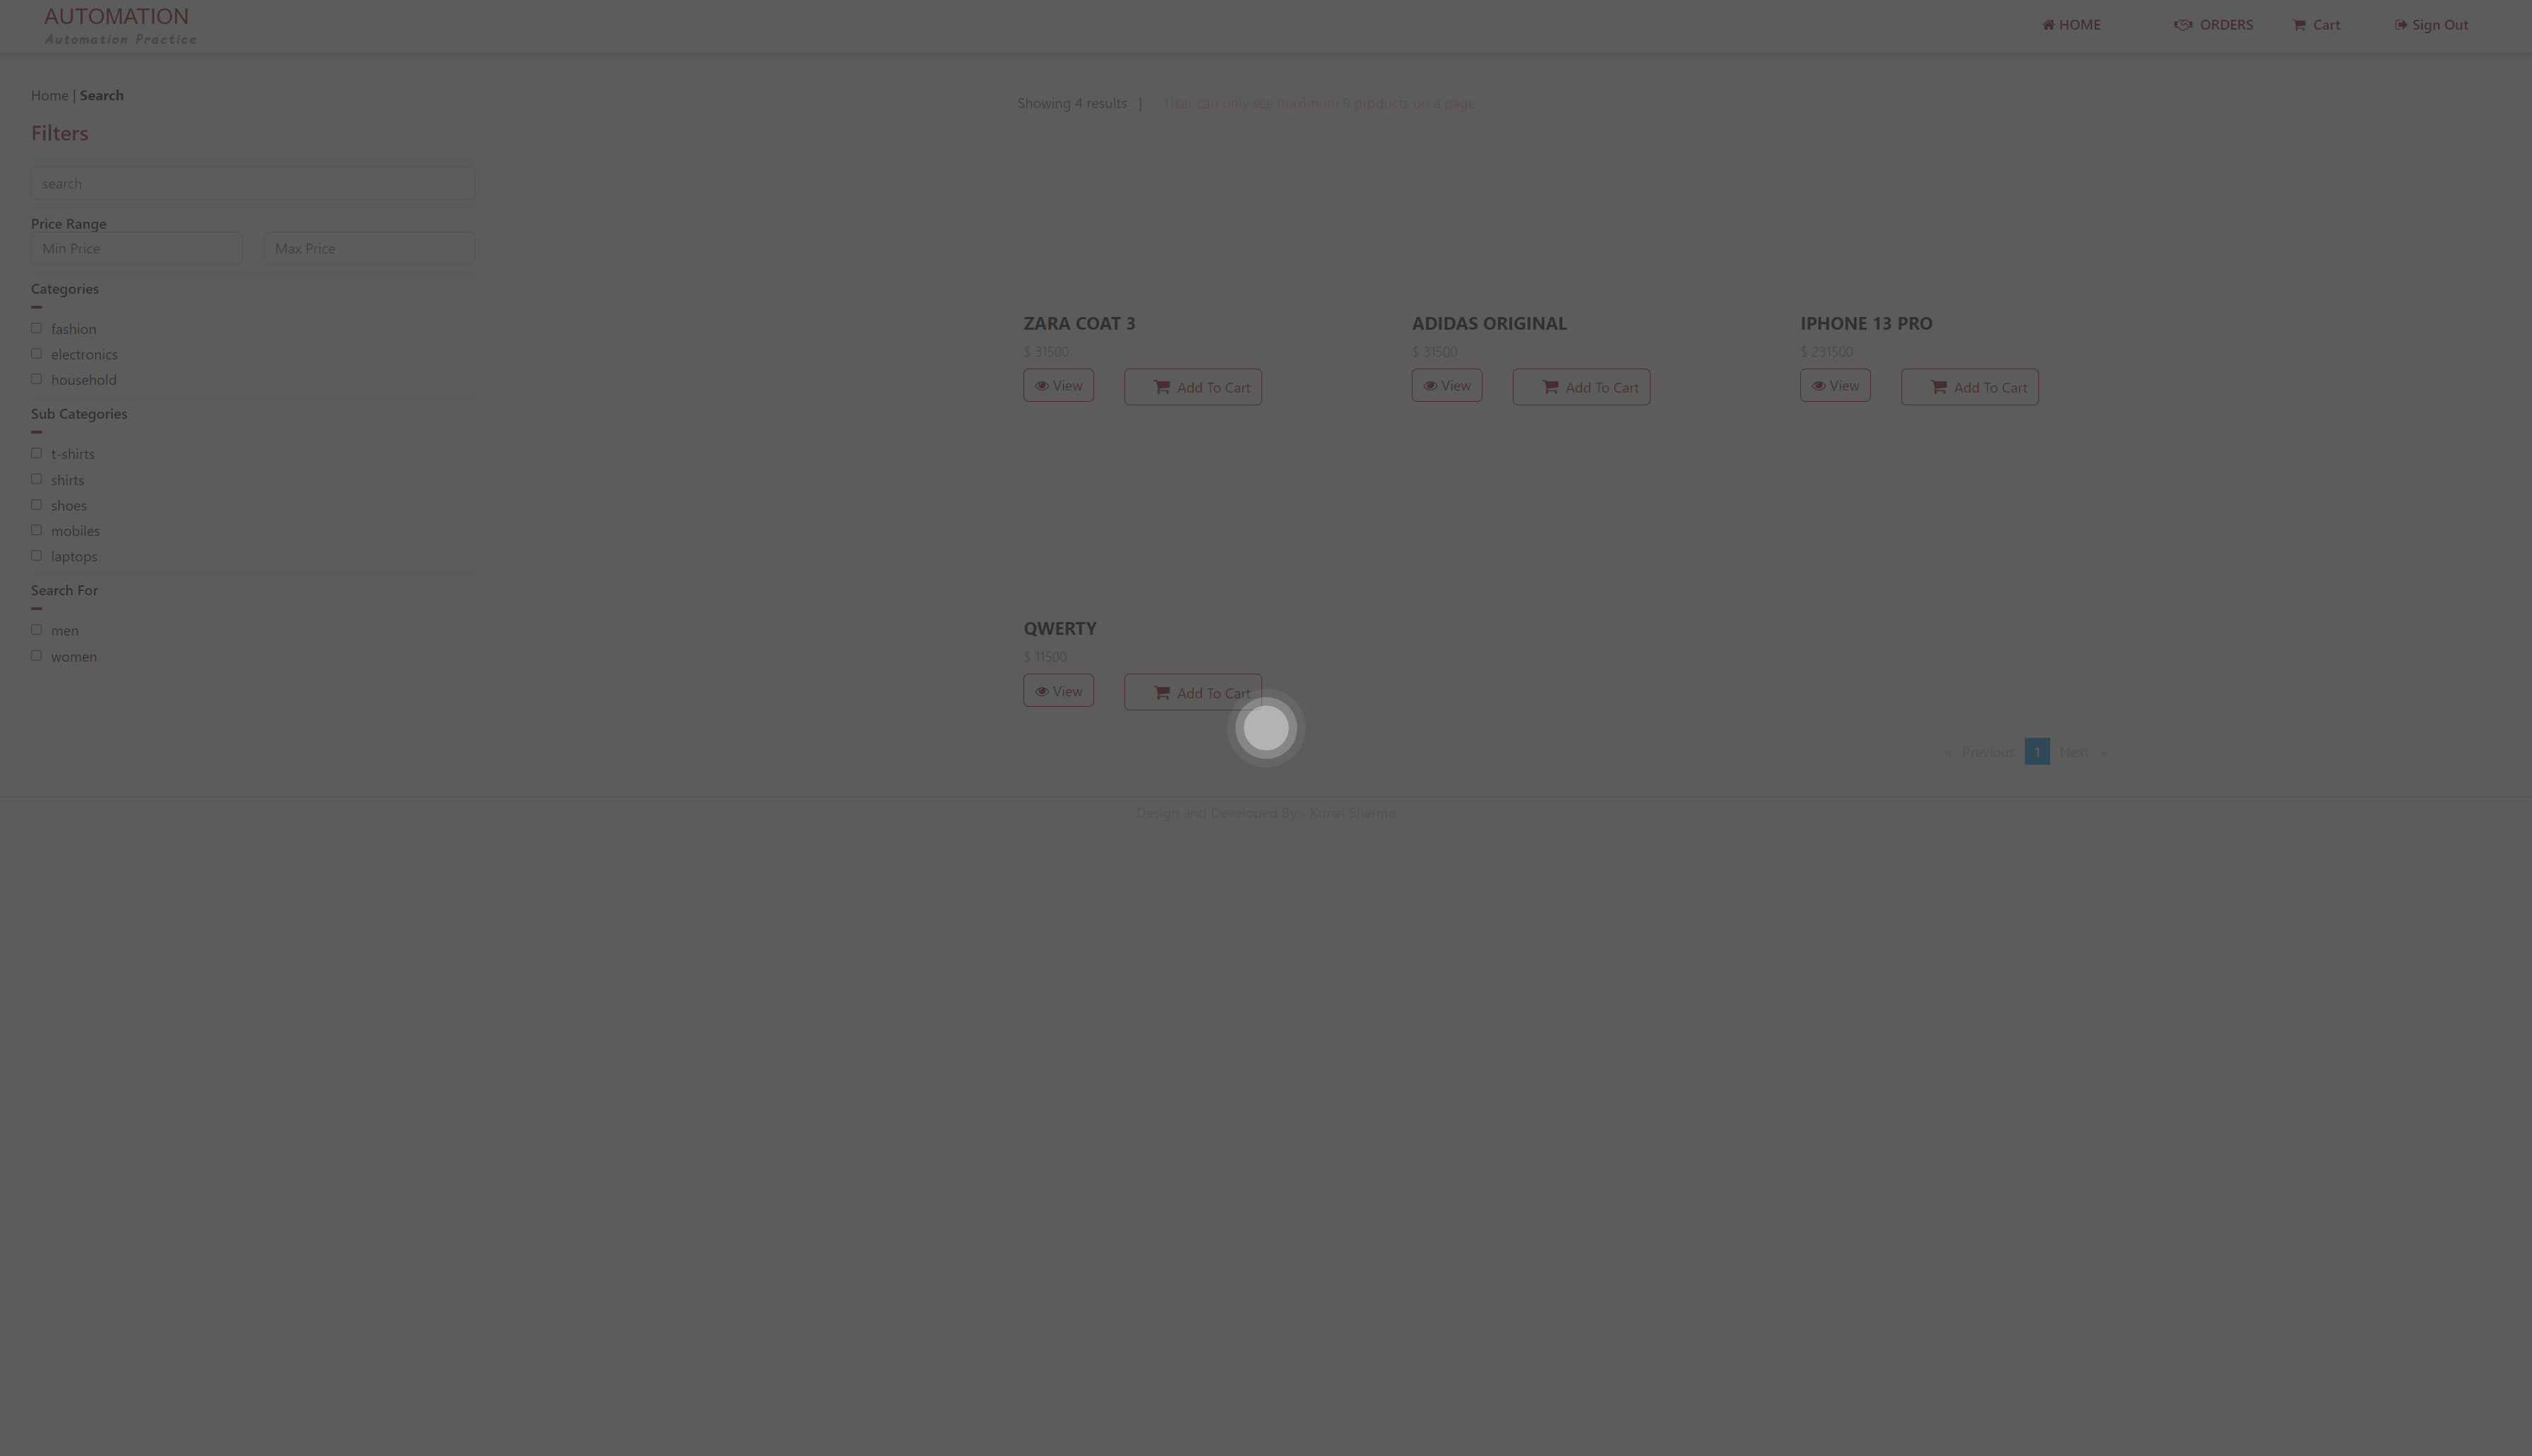 AUTOMATION
Automation Practice
HOME
ORDERS
Cart
Sign Out
Home | Search
Showing 4 results |
User can only see maximum 9 products on a page
Filters
search
Price Range
Min Price
Max Price
Categories
fashion
electronics
household
Sub Categories
t-shirts
shirts
shoes
mobiles
laptops
Search For
men
women
ZARA COAT 3
$ 31500
View
Add To Cart
ADIDAS ORIGINAL
$ 31500
View
Add To Cart
IPHONE 13 PRO
$ 231500
View
Add To Cart
QWERTY
$ 11500
View
Add To Cart
« Previous 1 Next »
Design and Developed By - Kunal Sharma